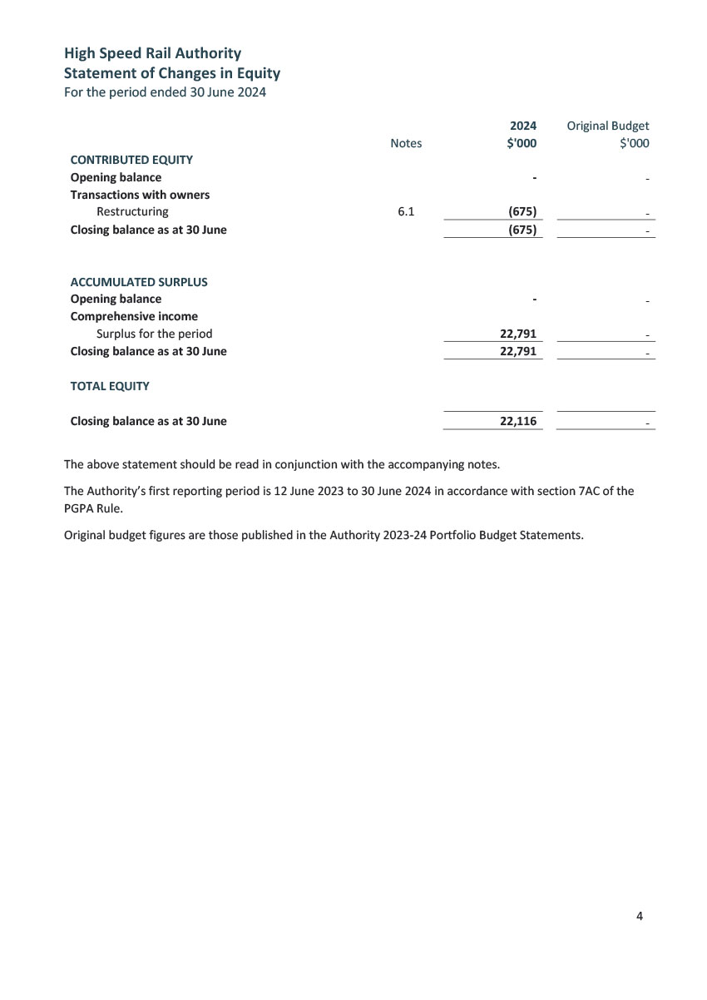 High Speed Rail Authority
Statement of Changes in Equity
For the period ended 30 June 2024
2024 Original Budget
Notes $'000 $'000
CONTRIBUTED EQUITY
Opening balance - -
Transactions with owners
Restructuring 6.1 (675) -
Closing balance as at 30 June (675) -
ACCUMULATED SURPLUS
Opening balance - -
Comprehensive income
Surplus for the period 22,791 -
Closing balance as at 30 June 22,791 -
TOTAL EQUITY
Closing balance as at 30 June 22,116 -
The above statement should be read in conjunction with the accompanying notes.
The Authority’s first reporting period is 12 June 2023 to 30 June 2024 in accordance with section 7AC of the
PGPA Rule.
Original budget figures are those published in the Authority 2023-24 Portfolio Budget Statements.
4